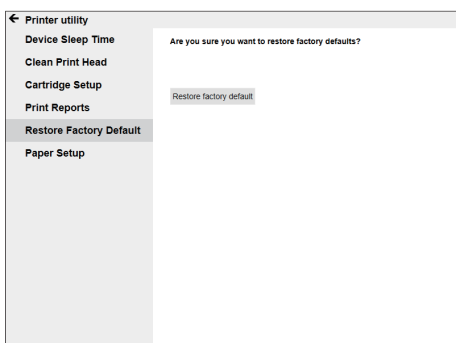 Printer utility
Device Sleep Time
Clean Print Head
Cartridge Setup
Print Reports
Restore Factory Default
Paper Setup
Are you sure you want to restore factory defaults?
Restore factory default